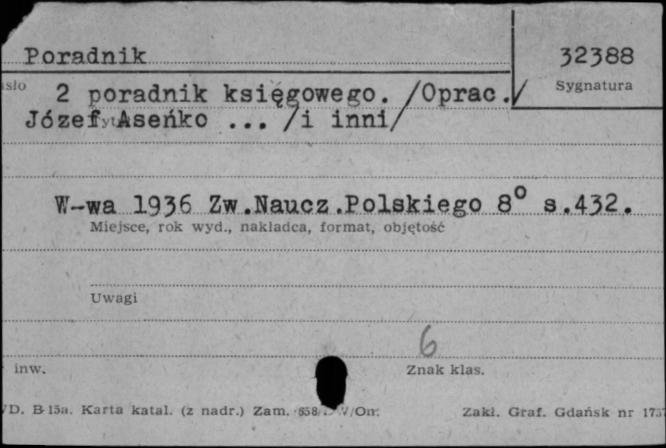 Poradnik
32388
Sygnatura
2 poradnik księgowego. /Oprac./
Józef Aseńko ... /i inni/
W-wa 1936 Zw.Naucz.Polskiego 8° s.432.
Miejsce, rok wyd., nakładca, format, objętość
Uwagi
6
inw.
Znak klas.
D. B-15a. Karta katal. (z nadr.) Zam. 858/
Zakł. Graf. Gdańsk nr